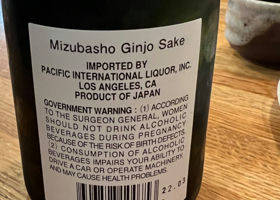 Mizubasho Ginjo Sake
IMPORTED BY
PACIFIC INTERNATIONAL LIQUOR, INC.
LOS ANGELES, CA
PRODUCT OF JAPAN
GOVERNMENT WARNING : (1) ACCORDING
TO THE SURGEON GENERAL, WOMEN
SHOULD NOT DRINK ALCOHOLIC
BEVERAGES DURING PREGNANCY
BECAUSE OF THE RISK OF BIRTH DEFECTS.
(2) CONSUMPTION OF ALCOHOLIC
BEVERAGES IMPAIRS YOUR ABILITY TO
DRIVE A CAR OR OPERATE MACHINERY,
AND MAY CAUSE HEALTH PROBLEMS.
22.03